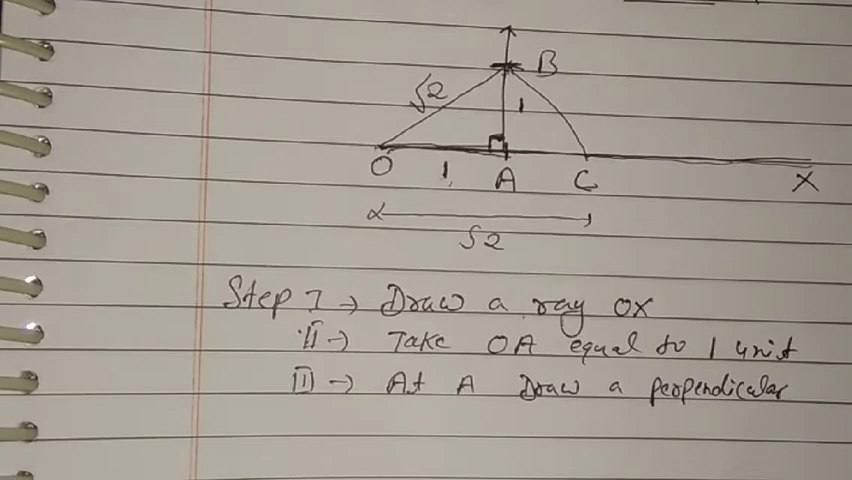 B
√2
1
O 1 A C X
√2
Step I → Draw a ray OX
II → Take OA equal to 1 unit
III → At A Draw a perpendicular